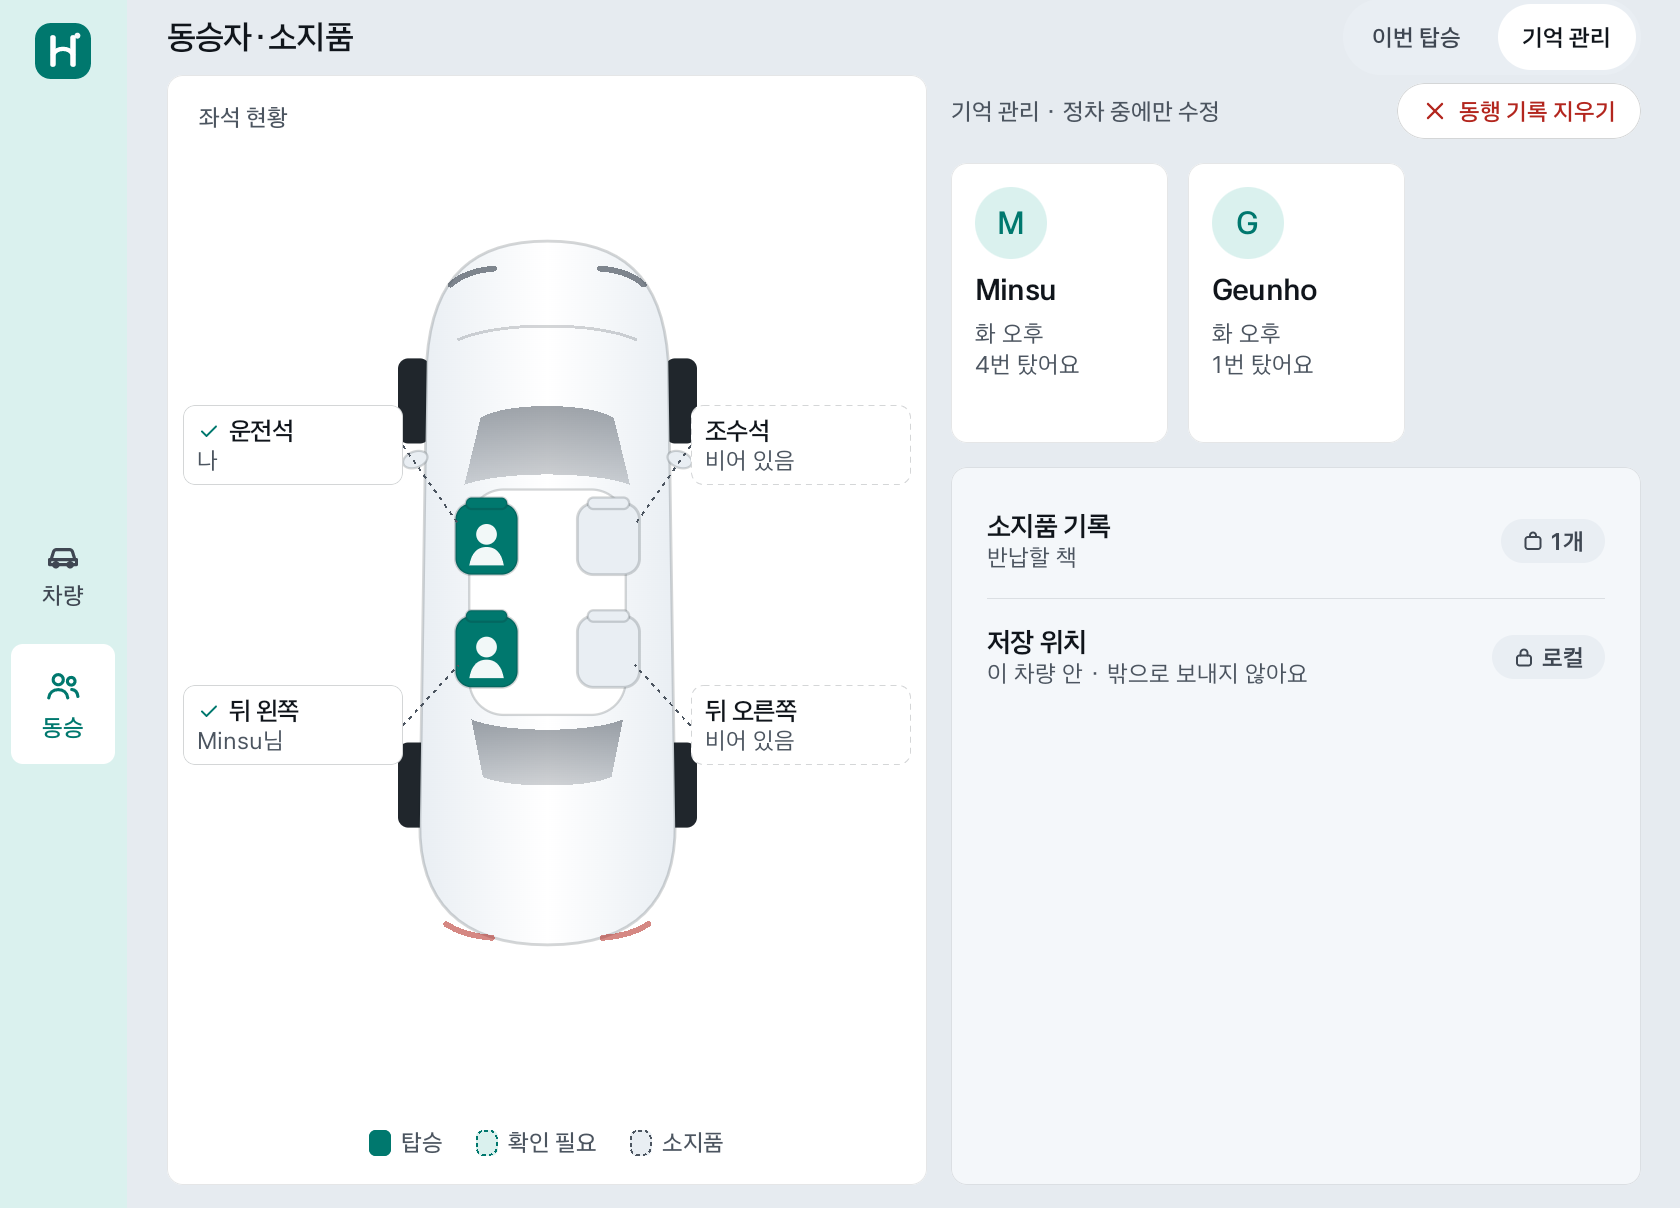 동승자 · 소지품
이번 탑승
기억 관리
좌석 현황
운전석
나
조수석
비어 있음
뒤 왼쪽
Minsu님
뒤 오른쪽
비어 있음
탑승
확인 필요
소지품
기억 관리 · 정차 중에만 수정
동행 기록 지우기
M
Minsu
화 오후
4번 탔어요
G
Geunho
화 오후
1번 탔어요
소지품 기록
반납할 책
1개
저장 위치
이 차량 안 · 밖으로 보내지 않아요
로컬
차량
동승